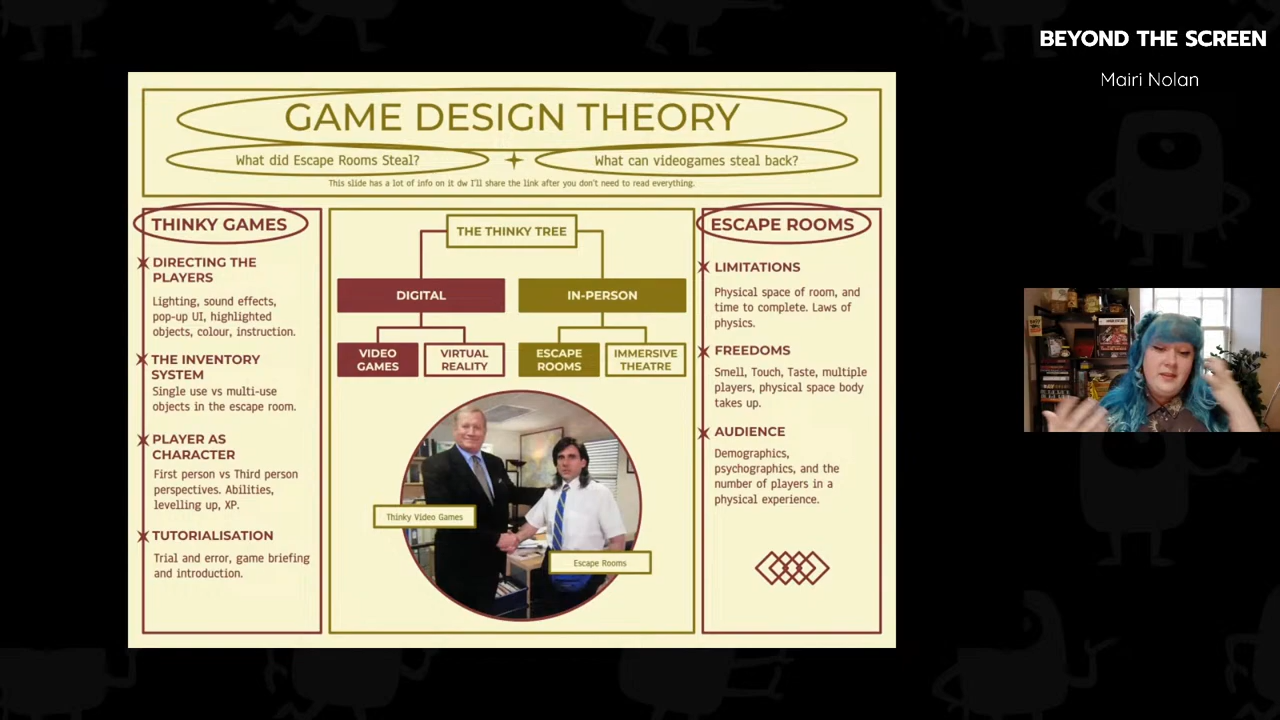 BEYOND THE SCREEN
Mairi Nolan
GAME DESIGN THEORY
What did Escape Rooms Steal?
What can videogames steal back?
This slide has a lot of info on it dw I'll share the link after you don't need to read everything.
THINKY GAMES
DIRECTING THE
PLAYERS
Lighting, sound effects,
pop-up UI, highlighted
objects, colour, instruction.
THE INVENTORY
SYSTEM
Single use vs multi-use
objects in the escape room.
PLAYER AS
CHARACTER
First person vs Third person
perspectives. Abilities,
levelling up, XP.
TUTORIALISATION
Trial and error, game briefing
and introduction.
THE THINKY TREE
DIGITAL
IN-PERSON
VIDEO
GAMES
VIRTUAL
REALITY
ESCAPE
ROOMS
IMMERSIVE
THEATRE
Thinky Video Games
Escape Rooms
ESCAPE ROOMS
LIMITATIONS
Physical space of room, and
time to complete. Laws of
physics.
FREEDOMS
Smell, Touch, Taste, multiple
players, physical space body
takes up.
AUDIENCE
Demographics,
psychographics, and the
number of players in a
physical experience.